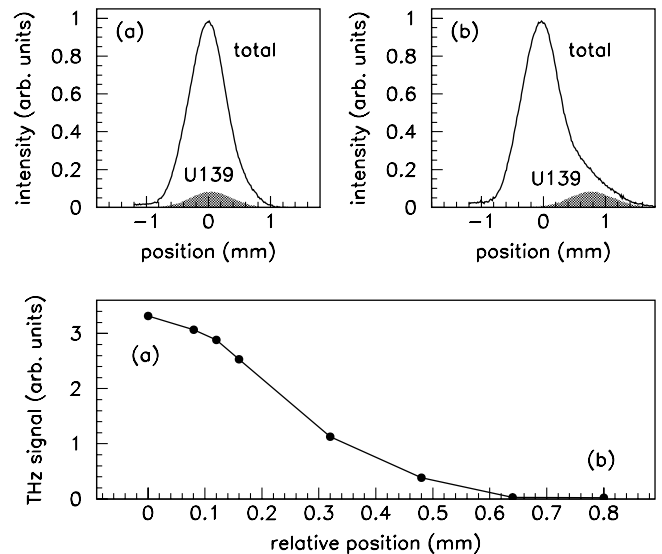 (a)
total
U139
intensity (arb. units)
1
0.8
0.6
0.4
0.2
0
−1
0
1
position (mm)
(b)
total
U139
intensity (arb. units)
1
0.8
0.6
0.4
0.2
0
−1
0
1
position (mm)
THz signal (arb. units)
3
2
1
0
(a)
(b)
0
0.1
0.2
0.3
0.4
0.5
0.6
0.7
0.8
relative position (mm)